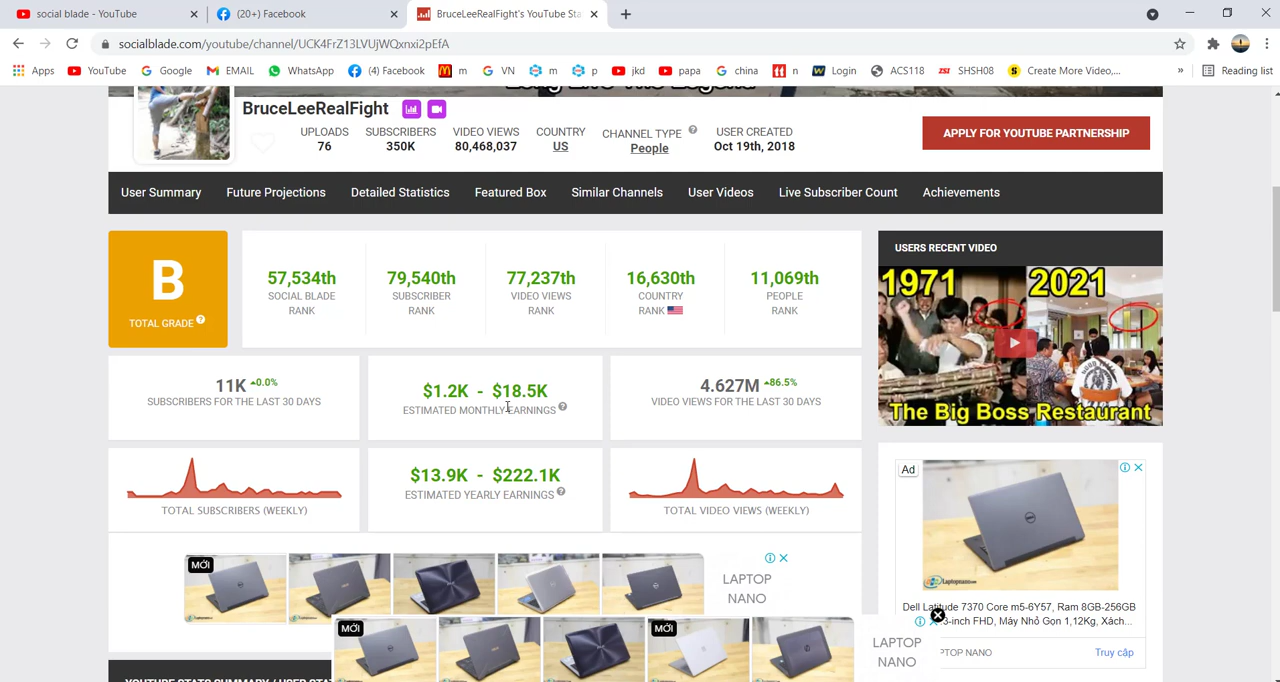 social blade - YouTube
(20+) Facebook
BruceLeeRealFight's YouTube Sta
socialblade.com/youtube/channel/UCK4FrZ13LVUjWQxnxi2pEfA
Apps YouTube Google EMAIL WhatsApp (4) Facebook m VN m p jkd papa china n Login ACS118 SHSH08 Create More Video,... » Reading list
BruceLeeRealFight
UPLOADS SUBSCRIBERS VIDEO VIEWS COUNTRY CHANNEL TYPE USER CREATED
76 350K 80,468,037 US People Oct 19th, 2018
APPLY FOR YOUTUBE PARTNERSHIP
User Summary Future Projections Detailed Statistics Featured Box Similar Channels User Videos Live Subscriber Count Achievements
B
TOTAL GRADE
57,534th
SOCIAL BLADE
RANK
79,540th
SUBSCRIBER
RANK
77,237th
VIDEO VIEWS
RANK
16,630th
COUNTRY
RANK
11,069th
PEOPLE
RANK
11K 0.0%
SUBSCRIBERS FOR THE LAST 30 DAYS
$1.2K - $18.5K
ESTIMATED MONTHLY EARNINGS
4.627M 86.5%
VIDEO VIEWS FOR THE LAST 30 DAYS
TOTAL SUBSCRIBERS (WEEKLY)
$13.9K - $222.1K
ESTIMATED YEARLY EARNINGS
TOTAL VIDEO VIEWS (WEEKLY)
USERS RECENT VIDEO
1971 2021
The Big Boss Restaurant
Ad
Laptopnano.com
Dell Latitude 7370 Core m5-6Y57, Ram 8GB-256GB
3-inch FHD, Máy Nhỏ Gọn 1,12Kg, Xách...
PTOP NANO
Truy cập
MỚI
LAPTOP
NANO
MỚI
MỚI
LAPTOP
NANO